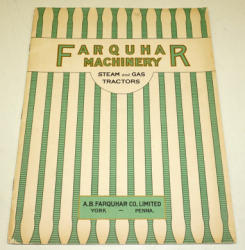 FARQUHAR
MACHINERY
STEAM and GAS
TRACTORS
A.B. FARQUHAR CO. LIMITED
YORK — PENNA.